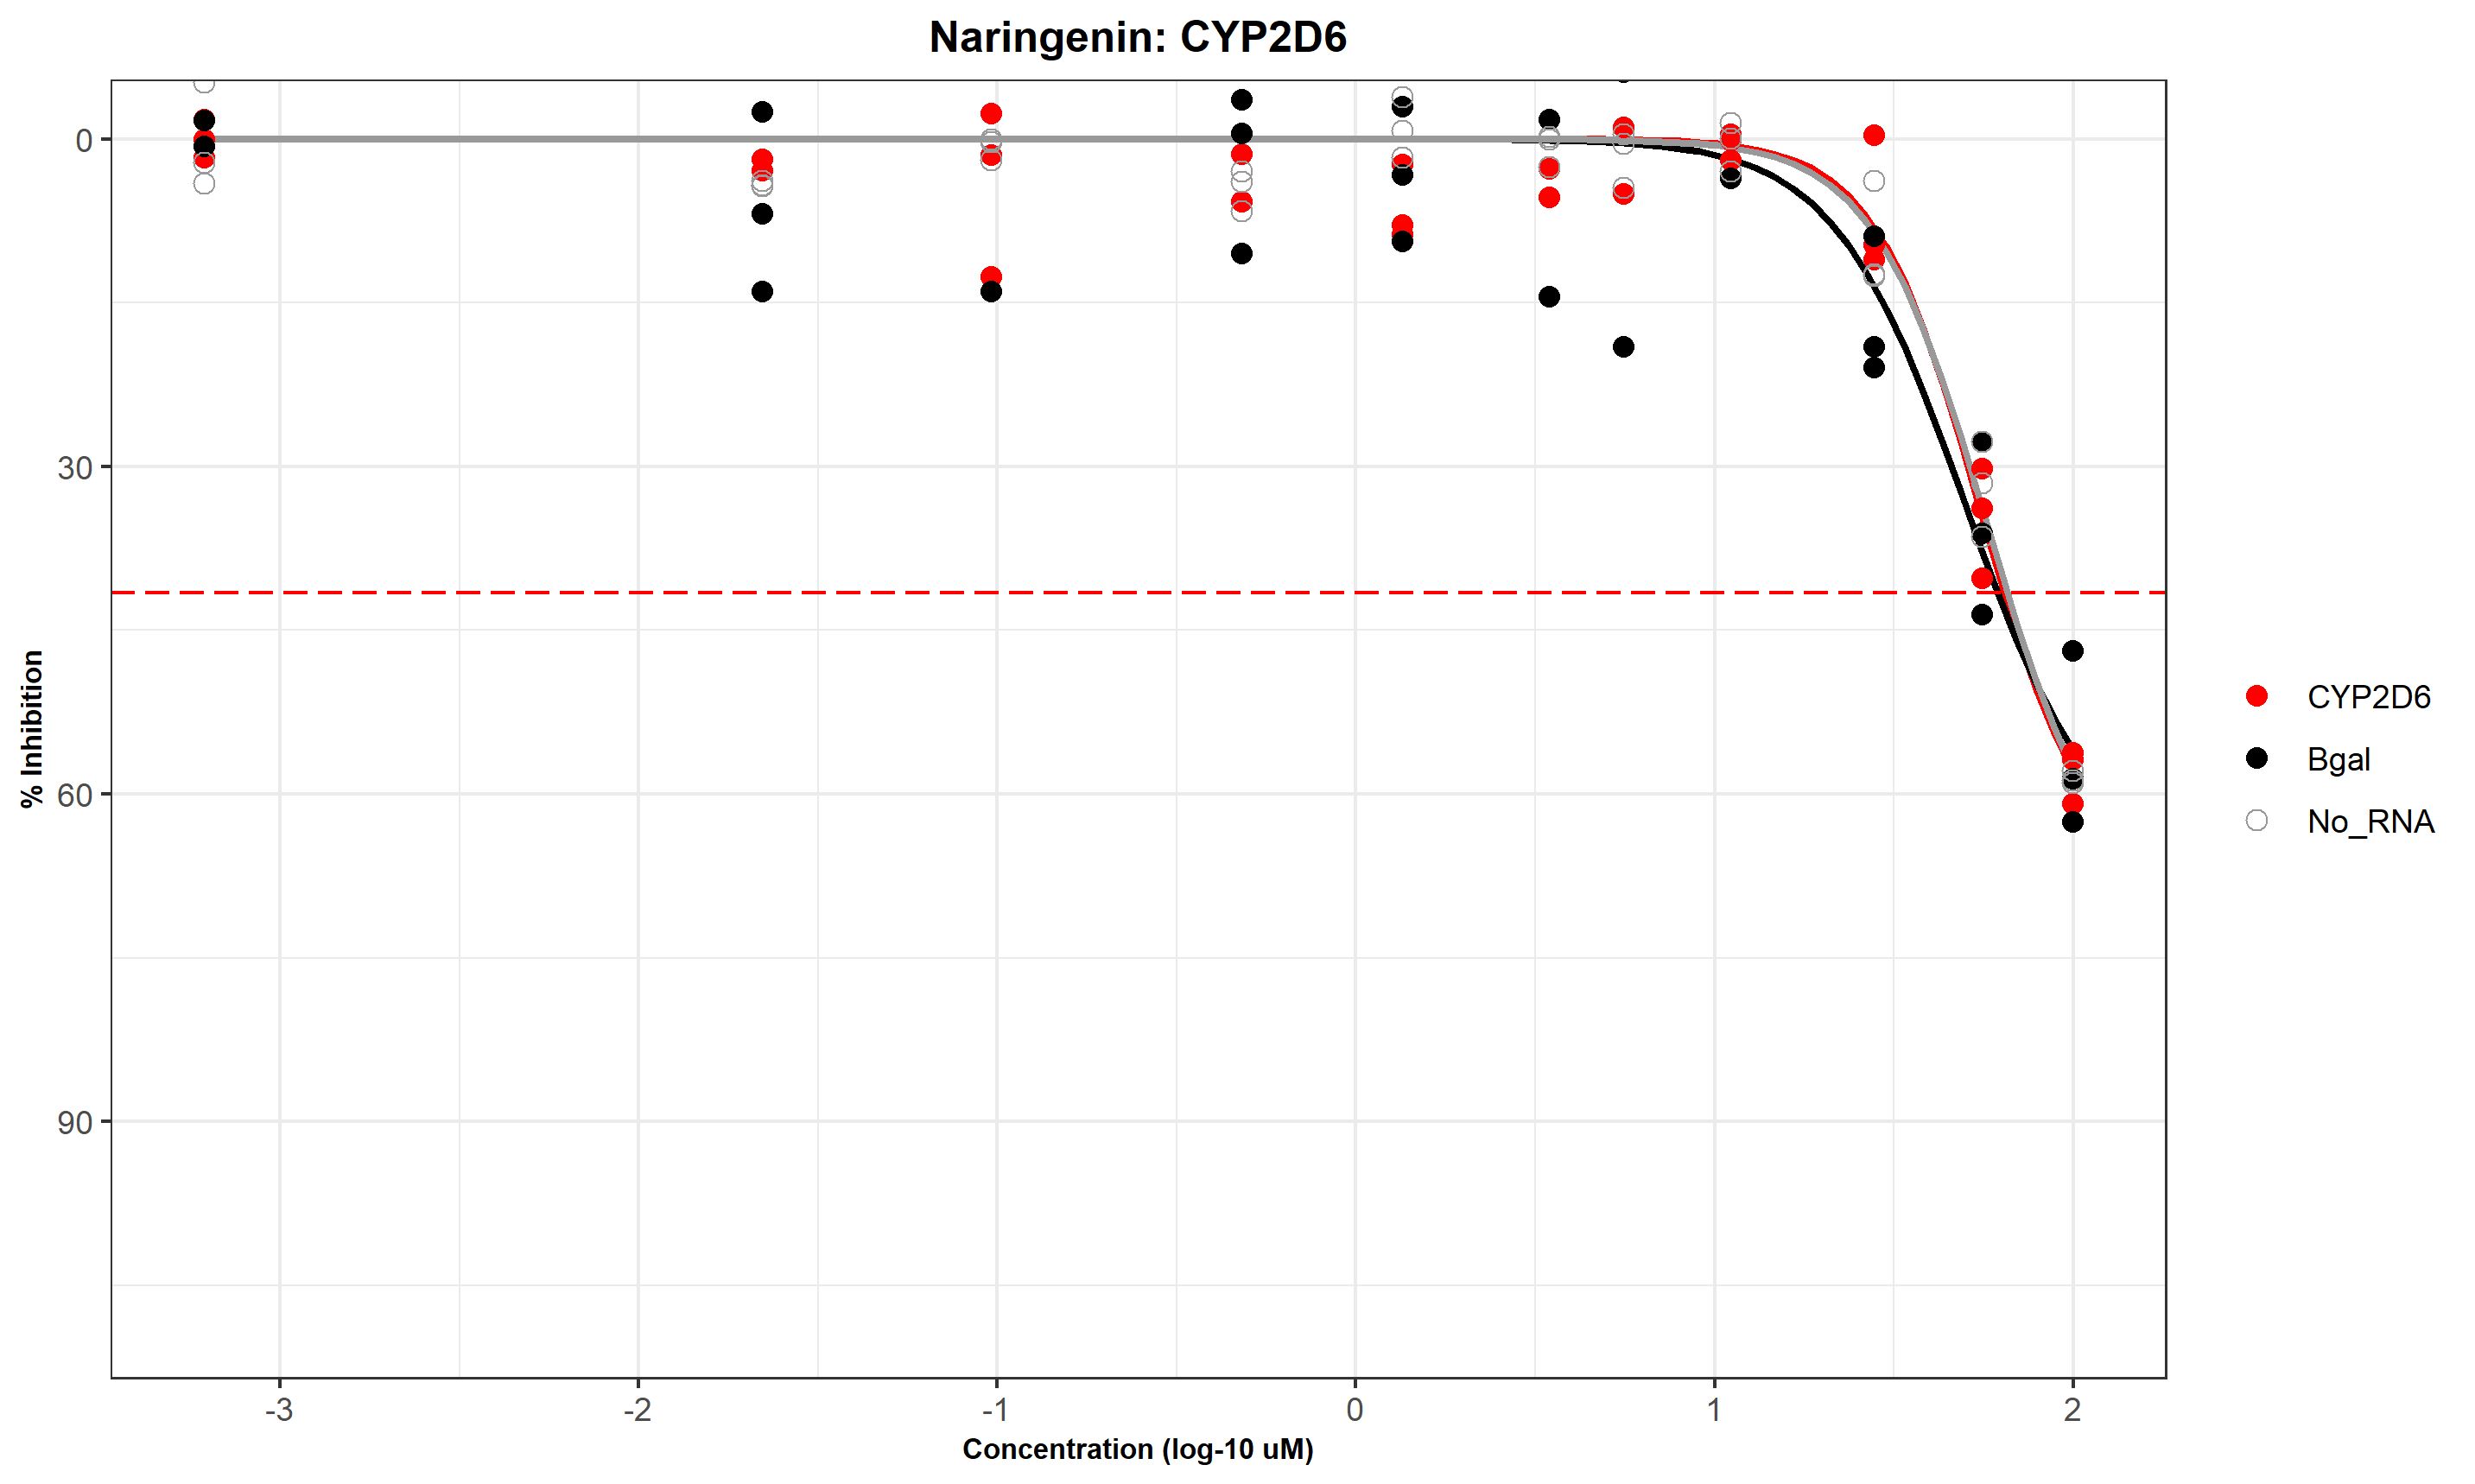 Naringenin: CYP2D6
% Inhibition
0
30
60
90
-3
-2
-1
0
1
2
Concentration (log-10 uM)
CYP2D6
Bgal
No_RNA